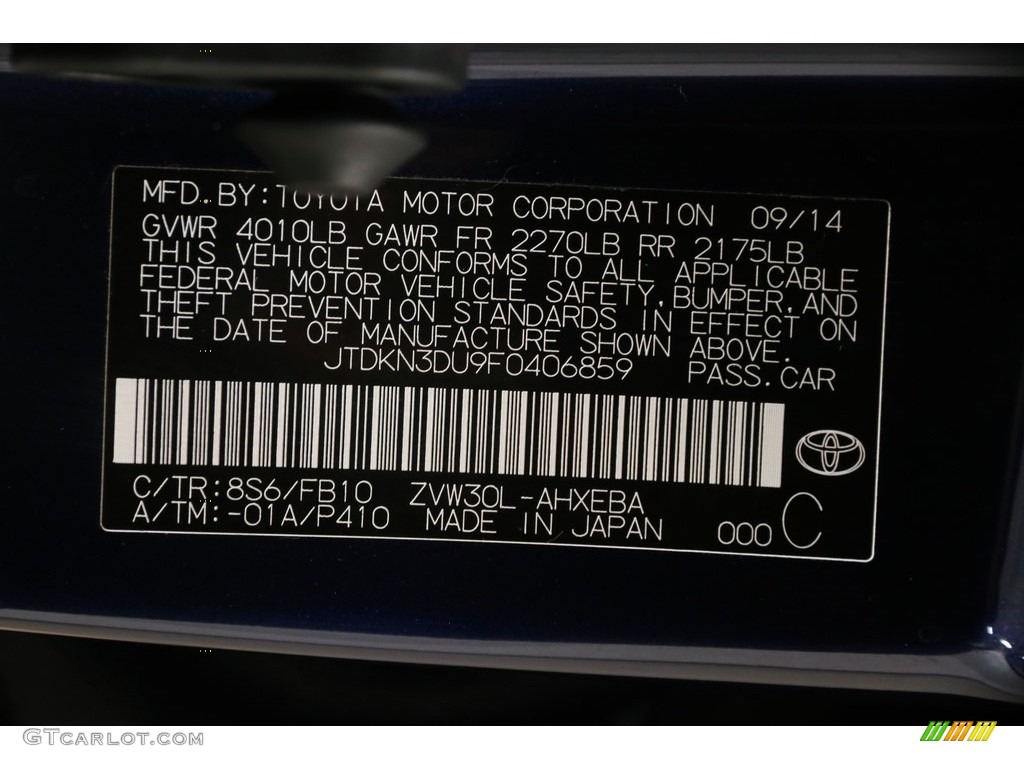 MFD. BY: TOYOTA MOTOR CORPORATION 09/14
GVWR 4010LB GAWR FR 2270LB RR 2175LB
THIS VEHICLE CONFORMS TO ALL APPLICABLE
FEDERAL MOTOR VEHICLE SAFETY, BUMPER, AND
THEFT PREVENTION STANDARDS IN EFFECT ON
THE DATE OF MANUFACTURE SHOWN ABOVE.
JTDKN3DU9F0406859 PASS. CAR
C/TR: 8S6/FB10 ZVW30L-AHXEBA
A/TM: -01A/P410 MADE IN JAPAN 000 C
GTCARLOT.COM